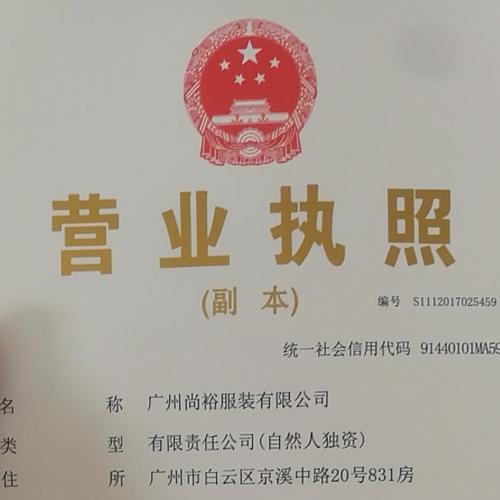 营业执照
(副 本)
编号 S1112017025459
统一社会信用代码 91440101MA59
名 称 广州尚裕服装有限公司
类 型 有限责任公司(自然人独资)
住 所 广州市白云区京溪中路20号831房